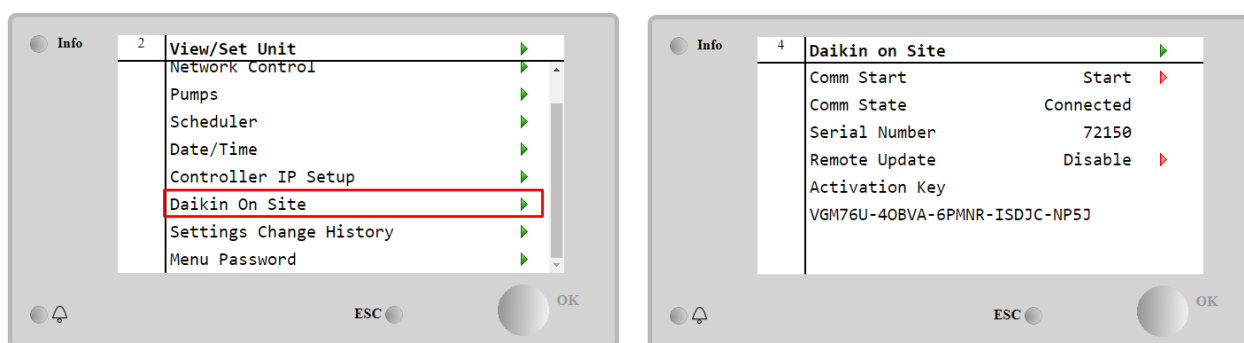 Info
2 View/Set Unit
Network Control
Pumps
Scheduler
Date/Time
Controller IP Setup
Daikin On Site
Settings Change History
Menu Password
ESC
OK
Info
4 Daikin on Site
Comm Start Start
Comm State Connected
Serial Number 72150
Remote Update Disable
Activation Key
VGM76U-4OBVA-6PMNR-ISDJC-NP5J
ESC
OK